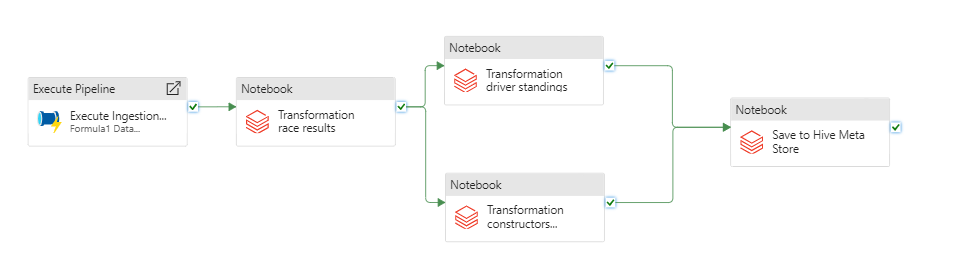 Execute Pipeline
Execute Ingestion...
Formula1 Data...
Notebook
Transformation
race results
Notebook
Transformation
driver standings
Notebook
Transformation
constructors...
Notebook
Save to Hive Meta
Store